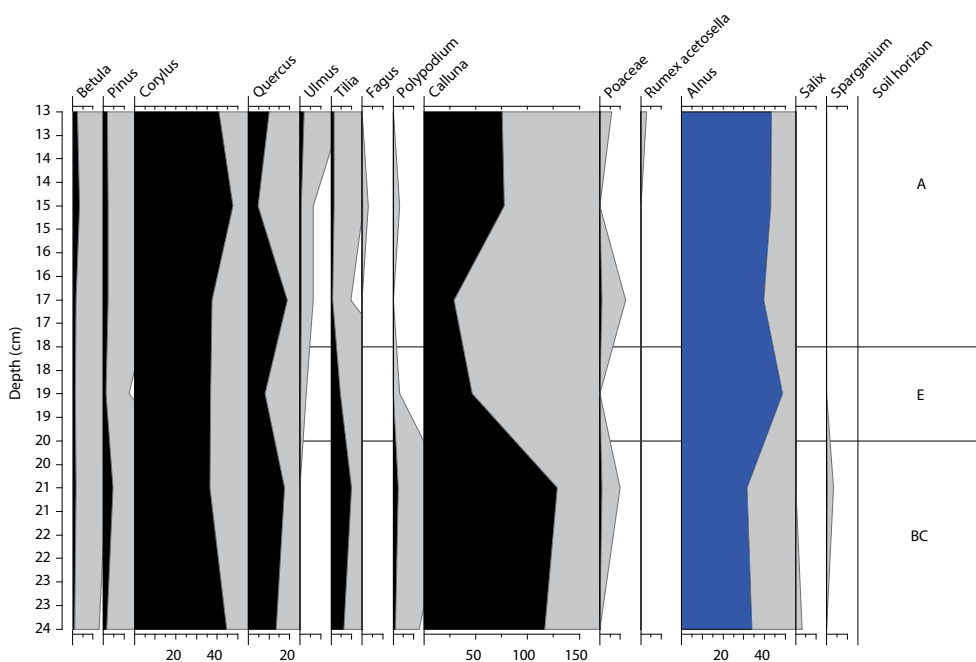 Betula
Pinus
Corylus
Quercus
Ulmus
Tilia
Fagus
Polypodium
Calluna
Poaceae
Rumex acetosella
Alnus
Salix
Sparganium
Soil horizon
Depth (cm)
13
13
14
14
15
15
16
16
17
17
18
19
19
20
20
21
21
22
22
23
23
24
A
E
BC
20 40 20 50 100 150 20 40